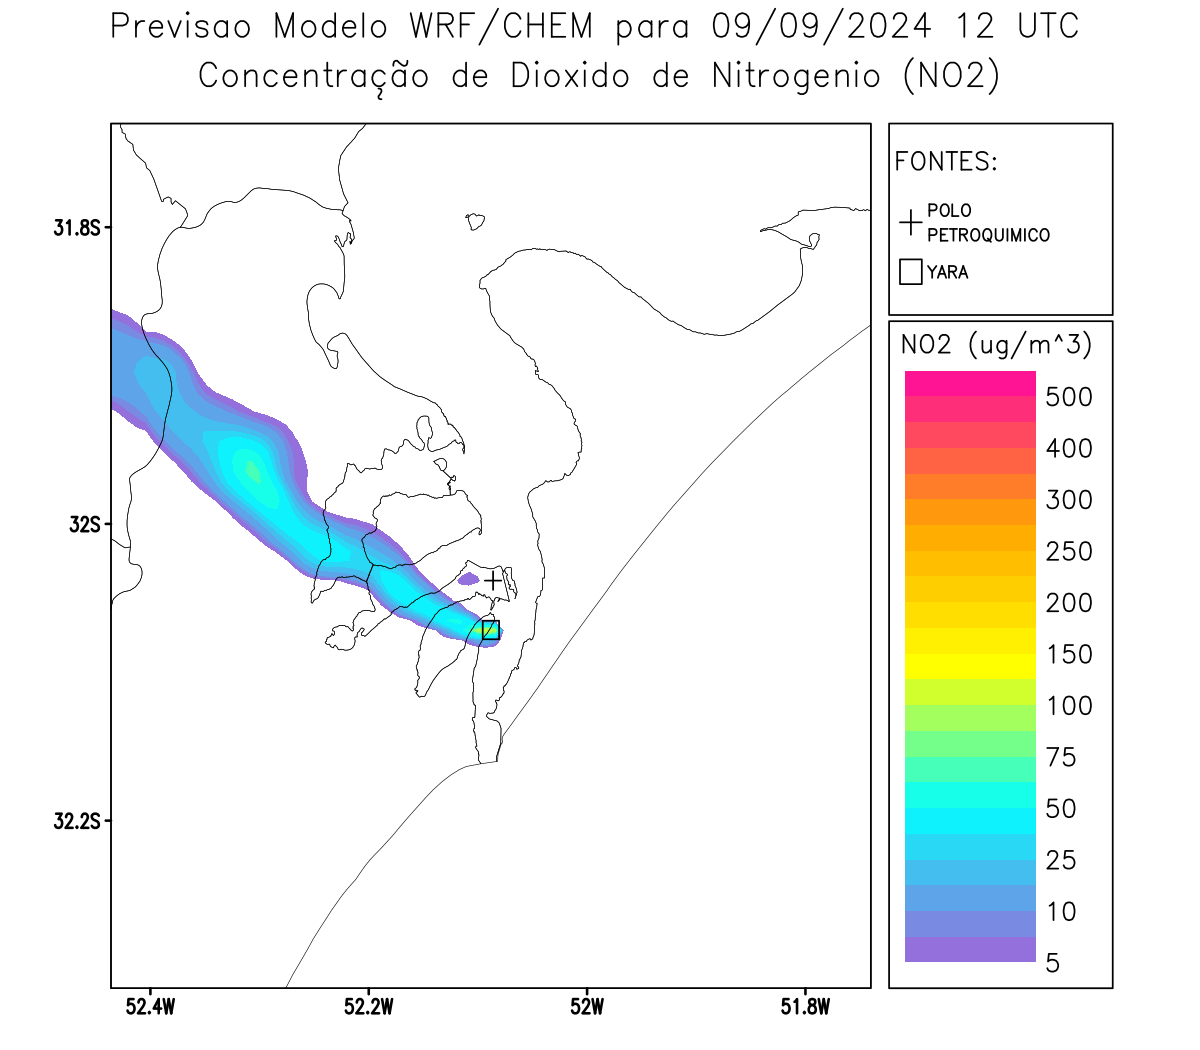 Previsao Modelo WRF/CHEM para 09/09/2024 12 UTC
Concentração de Dioxido de Nitrogenio (NO2)
FONTES:
POLO
PETROQUIMICO
YARA
31.8S
32S
32.2S
52.4W
52.2W
52W
51.8W
NO2 (ug/m^3)
500
400
300
250
200
150
100
75
50
25
10
5